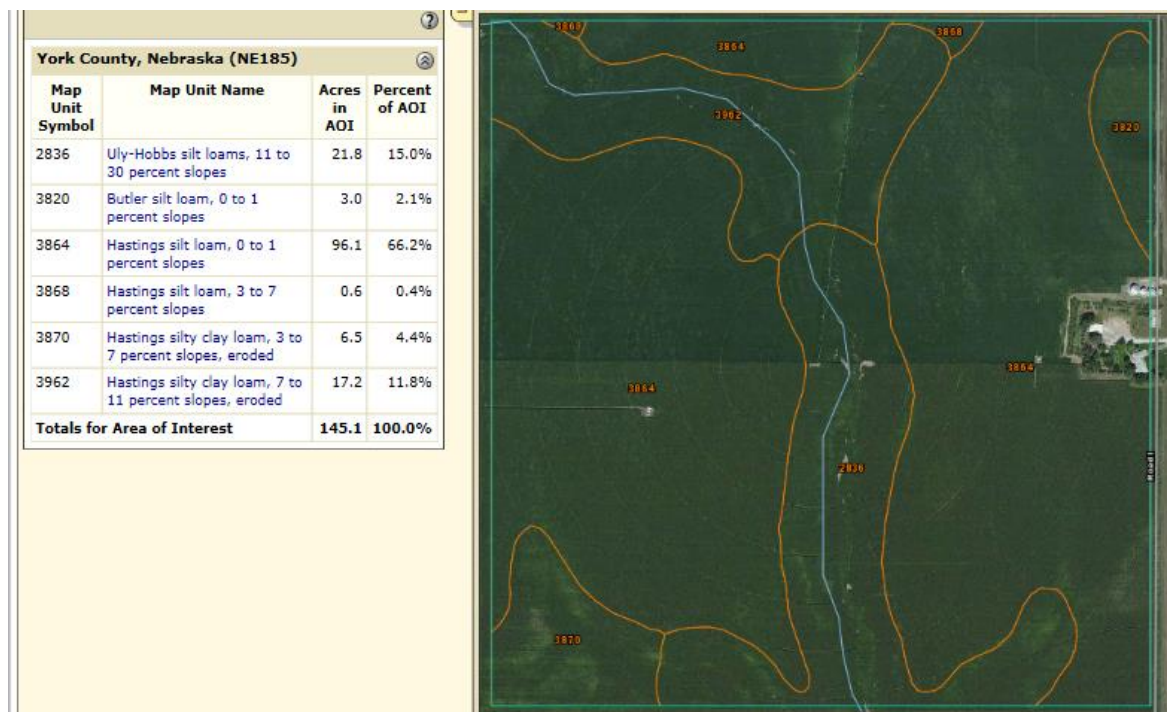 York County, Nebraska (NE185)
Map Unit Symbol
Map Unit Name
Acres in AOI
Percent of AOI
2836
Uly-Hobbs silt loams, 11 to
30 percent slopes
21.8
15.0%
3820
Butler silt loam, 0 to 1
percent slopes
3.0
2.1%
3864
Hastings silt loam, 0 to 1
percent slopes
96.1
66.2%
3868
Hastings silt loam, 3 to 7
percent slopes
0.6
0.4%
3870
Hastings silty clay loam, 3 to
7 percent slopes, eroded
6.5
4.4%
3962
Hastings silty clay loam, 7 to
11 percent slopes, eroded
17.2
11.8%
Totals for Area of Interest
145.1
100.0%
3868
3864
3868
3962
3820
3864
3864
2836
3870